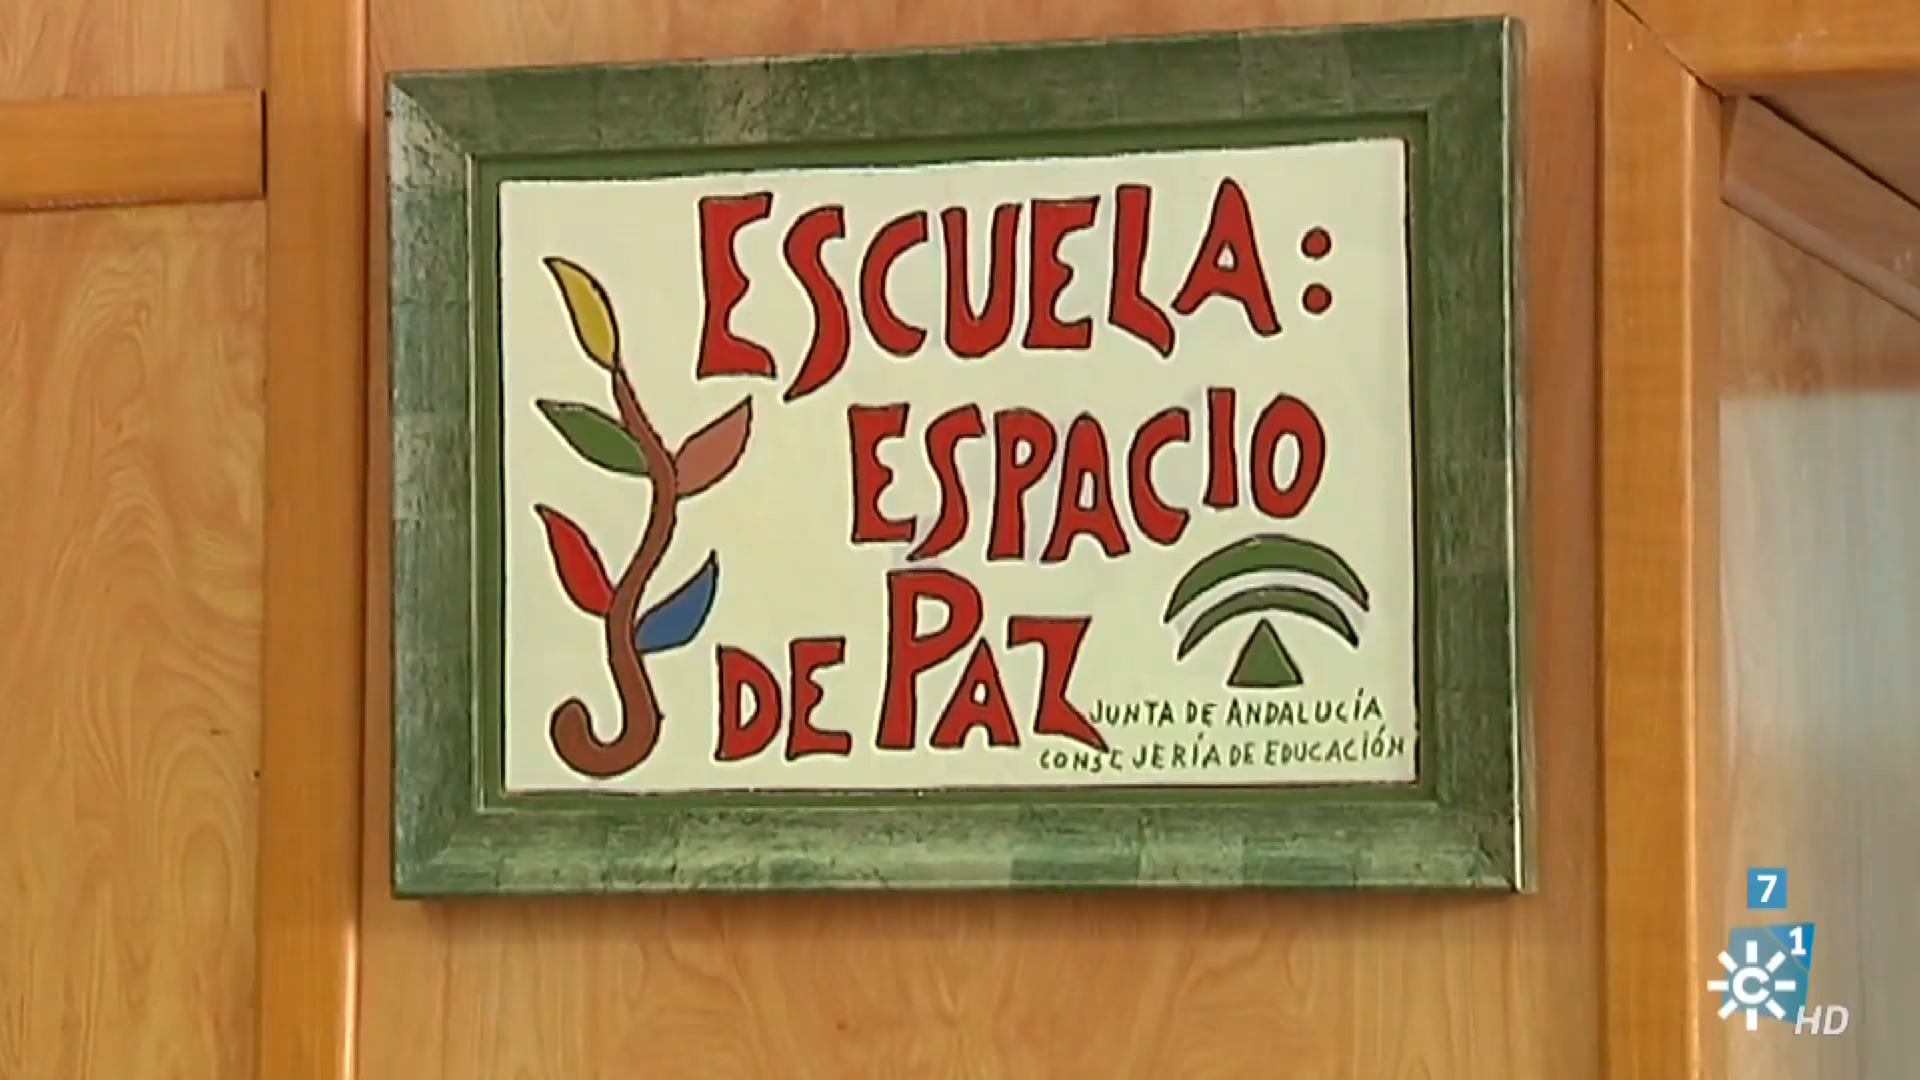 ESCUELA:
ESPACIO
DE PAZ
JUNTA DE ANDALUCÍA
CONSEJERÍA DE EDUCACIÓN
7
1
C
HD